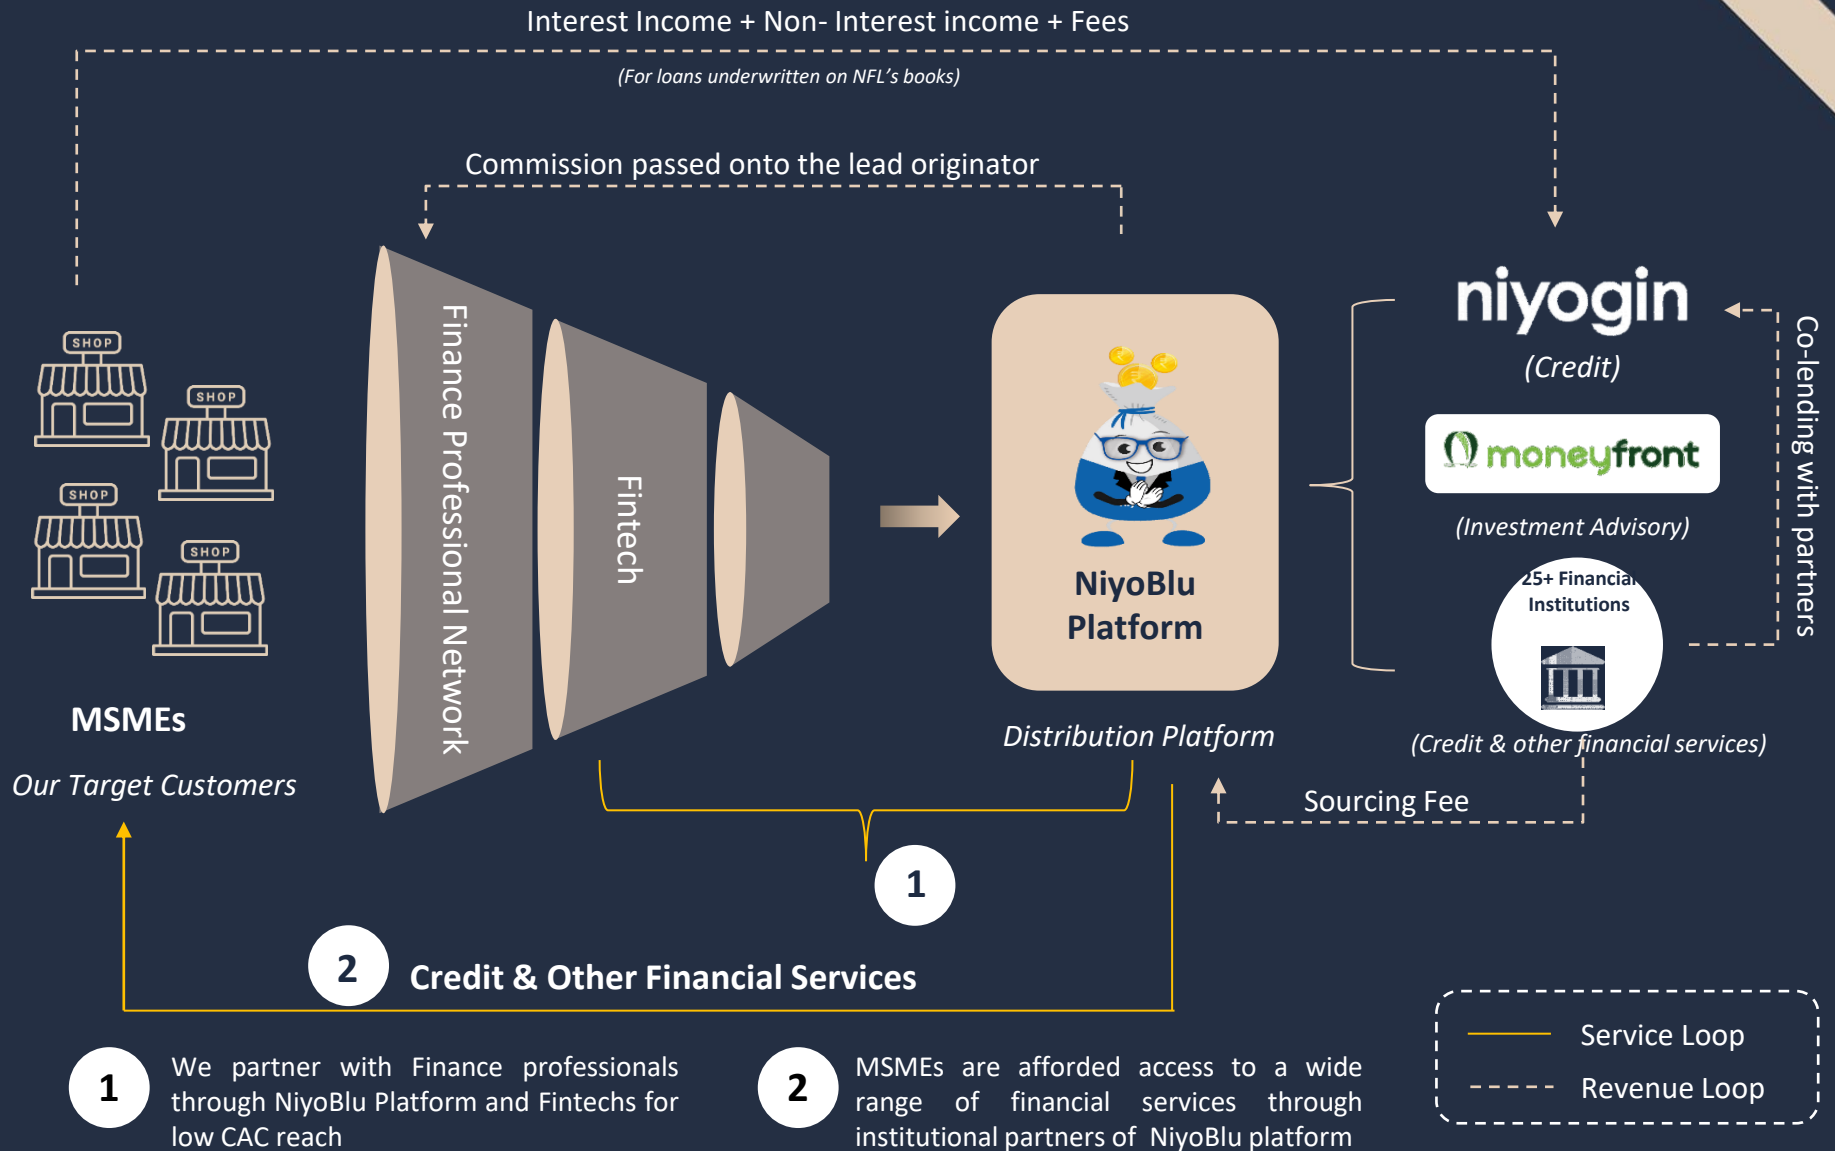 Interest Income + Non- Interest income + Fees
(For loans underwritten on NFL's books)
Commission passed onto the lead originator
SHOP
SHOP
SHOP
SHOP
MSMEs
Our Target Customers
Finance Professional Network
Fintech
NiyoBlu
Platform
Distribution Platform
niyogin
(Credit)
moneyfront
(Investment Advisory)
25+ Financial
Institutions
(Credit & other financial services)
Co-lending with partners
Sourcing Fee
1
2
Credit & Other Financial Services
1
We partner with Finance professionals
through NiyoBlu Platform and Fintechs for
low CAC reach
2
MSMEs are afforded access to a wide
range of financial services through
institutional partners of NiyoBlu platform
Service Loop
Revenue Loop